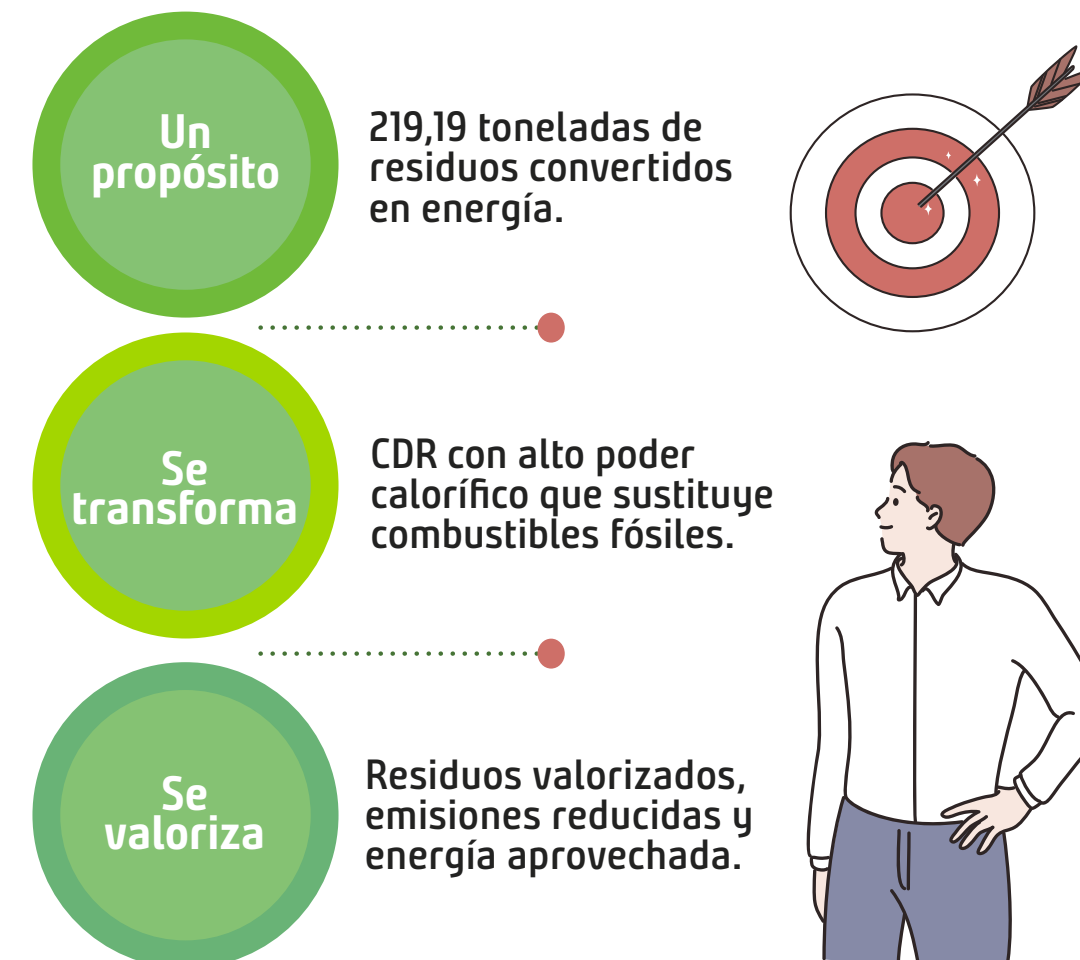 Un
propósito
219,19 toneladas de
residuos convertidos
en energía.
Se
transforma
CDR con alto poder
calorífico que sustituye
combustibles fósiles.
Se
valoriza
Residuos valorizados,
emisiones reducidas y
energía aprovechada.